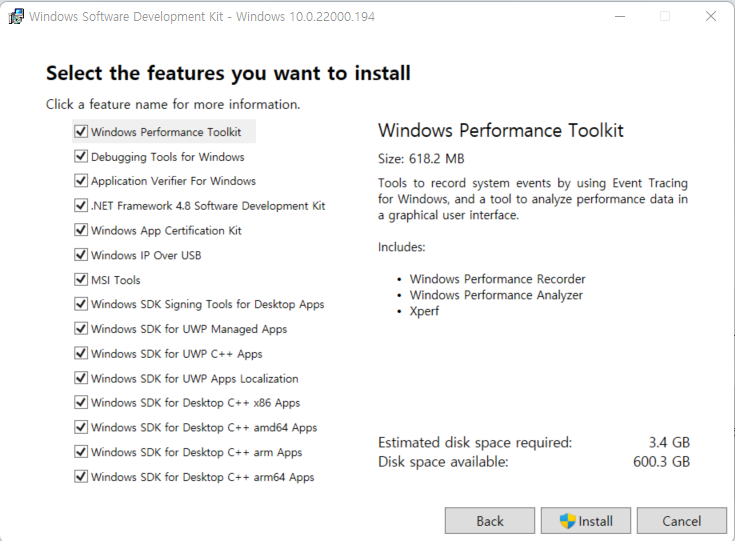 Windows Software Development Kit - Windows 10.0.22000.194
Select the features you want to install
Click a feature name for more information.
Windows Performance Toolkit
Debugging Tools for Windows
Application Verifier For Windows
.NET Framework 4.8 Software Development Kit
Windows App Certification Kit
Windows IP Over USB
MSI Tools
Windows SDK Signing Tools for Desktop Apps
Windows SDK for UWP Managed Apps
Windows SDK for UWP C++ Apps
Windows SDK for UWP Apps Localization
Windows SDK for Desktop C++ x86 Apps
Windows SDK for Desktop C++ amd64 Apps
Windows SDK for Desktop C++ arm Apps
Windows SDK for Desktop C++ arm64 Apps
Windows Performance Toolkit
Size: 618.2 MB
Tools to record system events by using Event Tracing
for Windows, and a tool to analyze performance data in
a graphical user interface.
Includes:
• Windows Performance Recorder
• Windows Performance Analyzer
• Xperf
Estimated disk space required: 3.4 GB
Disk space available: 600.3 GB
Back Install Cancel